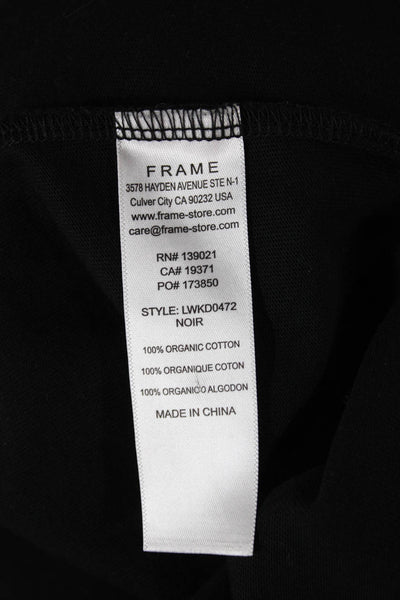 FRAME
3578 HAYDEN AVENUE STE N-1
Culver City CA 90232 USA
www.frame-store.com
care@frame-store.com
RN# 139021
CA# 19371
PO# 173850
STYLE: LWKD0472
NOIR
100% ORGANIC COTTON
100% ORGANIQUE COTON
100% ORGANICO ALGODON
MADE IN CHINA